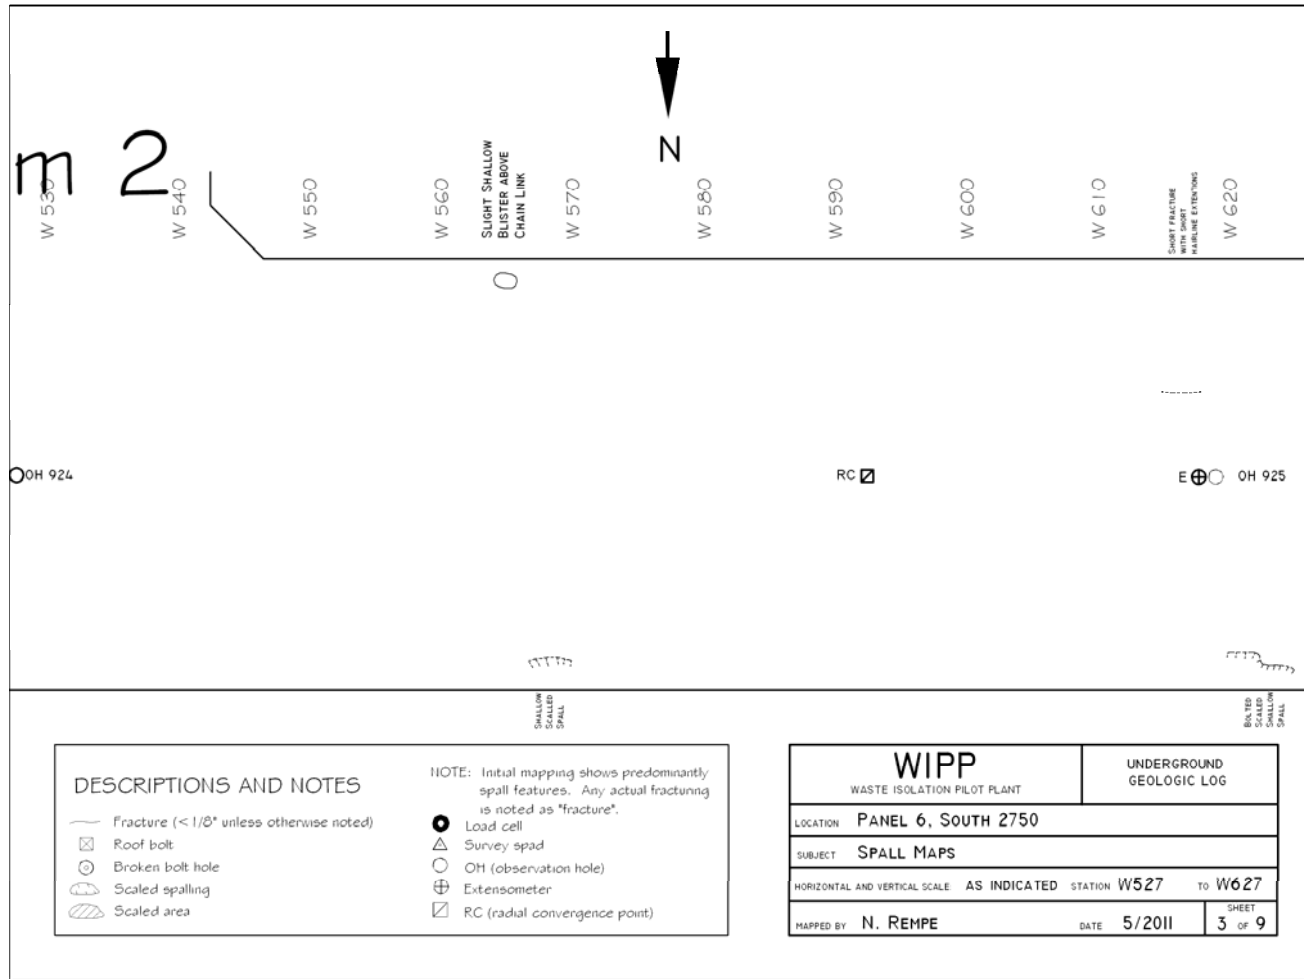 N
m 2
W 530
W 540
W 550
W 560
SLIGHT SHALLOW
BLISTER ABOVE
CHAIN LINK
W 570
W 580
W 590
W 600
W 610
SHORT FRACTURE
WITH SHORT
HAIRLINE EXTENTIONS
W 620
OH 924
RC
E
OH 925
SHALLOW
SCALLED
SPALL
BOLTED
SCALED
SHALLOW
SPALL
DESCRIPTIONS AND NOTES
Fracture (< 1/8" unless otherwise noted)
Roof bolt
Broken bolt hole
Scaled spalling
Scaled area
NOTE: Initial mapping shows predominantly
spall features. Any actual fracturing
is noted as "fracture".
Load cell
Survey spad
OH (observation hole)
Extensometer
RC (radial convergence point)
WIPP
WASTE ISOLATION PILOT PLANT
UNDERGROUND
GEOLOGIC LOG
LOCATION PANEL 6, SOUTH 2750
SUBJECT SPALL MAPS
HORIZONTAL AND VERTICAL SCALE AS INDICATED STATION W527 TO W627
MAPPED BY N. REMPE DATE 5/2011
SHEET
3 OF 9